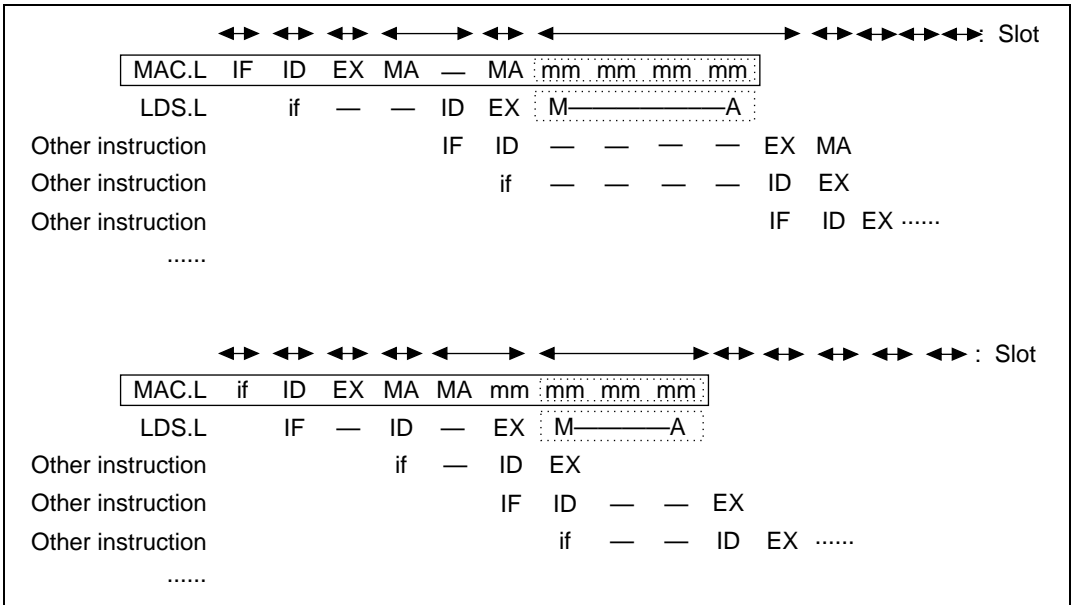 : Slot
MAC.L IF ID EX MA — MA mm mm mm mm
LDS.L if — — ID EX M————————A
Other instruction IF ID — — — — EX MA
Other instruction if — — — — ID EX
Other instruction IF ID EX ······
······
: Slot
MAC.L if ID EX MA MA mm mm mm mm
LDS.L IF — ID — EX M—————A
Other instruction if — ID EX
Other instruction IF ID — — EX
Other instruction if — — ID EX ······
······